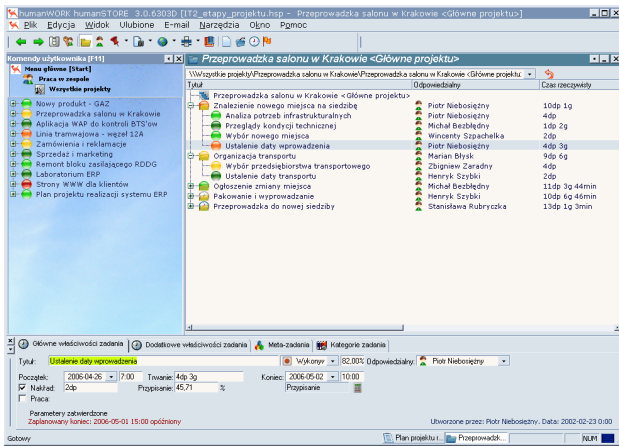 humanWORK humanSTORE 3.0.6303D [IT2_etapy_projektu.hsp - Przeprowadzka salonu w Krakowie <Główne projektu>]
Plik Edycja Widok Ulubione E-mail Narzędzia Okno Pomoc
Komendy użytkownika [F11]
Menu główne [Start]
Praca w zespole
Wszystkie projekty
Nowy produkt - GAZ
Przeprowadzka salonu w Krakowie
Aplikacja WAP do kontroli BTS'ów
Linia tramwajowa - węzeł 12A
Zamówienia i reklamacje
Sprzedaż i marketing
Remont bloku zasilającego RDDG
Laboratorium ERP
Strony WWW dla klientów
Plan projektu realizacji systemu ERP
Przeprowadzka salonu w Krakowie <Główne projektu>
\\\Wszystkie projekty\Przeprowadzka salonu w Krakowie\Przeprowadzka salonu w Krakowie <Główne projektu:
Tytuł Odpowiedzialny Czas rzeczywisty
Przeprowadzka salonu w Krakowie <Główne projektu>
Znalezienie nowego miejsca na siedzibę Piotr Niebosiężny 10dp 1g
Analiza potrzeb infrastrukturalnych Piotr Niebosiężny 4dp
Przeglądy kondycji technicznej Michał Bezbłędny 1dp 2g
Wybór nowego miejsca Wincenty Szpachelka 2dp
Ustalenie daty wprowadzenia Piotr Niebosiężny 4dp 3g
Organizacja transportu Marian Błysk 9dp 6g
Wybór przedsiębiorstwa transportowego Zbigniew Zaradny 4dp
Ustalenie daty transportu Henryk Szybki 2dp
Ogłoszenie zmiany miejsca Michał Bezbłędny 11dp 3g 44min
Pakowanie i wyprowadzanie Henryk Szybki 10dp 6g 46min
Przeprowadzka do nowej siedziby Stanisława Rubryczka 13dp 1g 3min
Główne właściwości zadania Dodatkowe właściwości zadania Meta-zadania Kategorie zadania
Tytuł: Ustalenie daty wprowadzenia Wykonyw 82,00% Odpowiedzialny: Piotr Niebosiężny
Początek: 2006-04-26 7:00 Trwanie: 4dp 3g Koniec: 2006-05-02 10:00
Nakład: 2dp Przypisanie: 45,71 % Przypisanie
Praca:
Parametery zatwierdzone
Zaplanowany koniec: 2006-05-01 15:00 opóźniony
Utworzone przez: Piotr Niebosiężny. Data: 2002-02-23 0:00
Gotowy Plan projektu r... Przeprowadzk... NUM